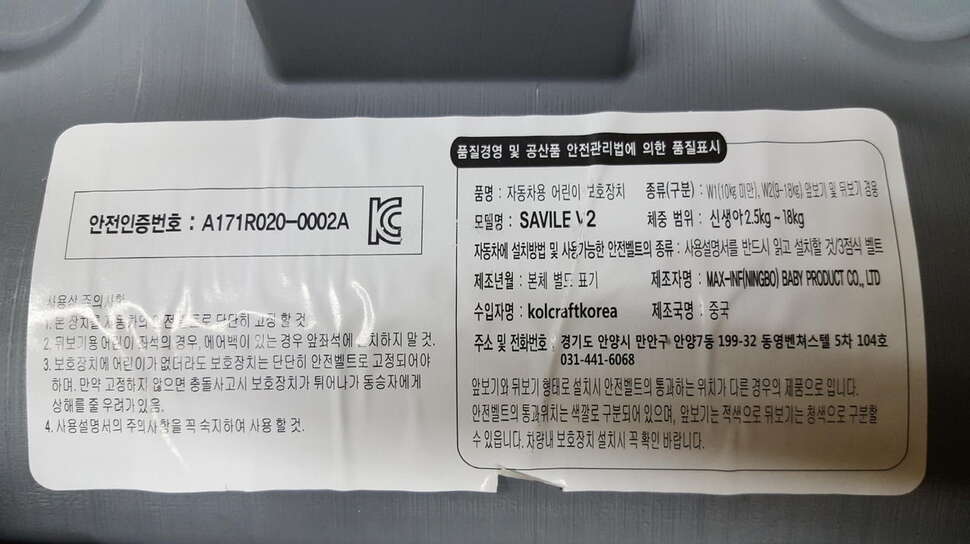 안전인증번호 : A171R020-0002A
사용상 주의사항
1. 본 장치를 자동차의 안전벨트로 단단히 고정 할 것.
2. 뒤보기용 어린이 좌석의 경우, 에어백이 있는 경우 앞좌석에 설치하지 말 것.
3. 보호장치에 어린이가 없더라도 보호장치는 단단히 안전벨트로 고정되어야
하며, 만약 고정하지 않으면 충돌사고시 보호장치가 튀어나가 동승자에게
상해를 줄 우려가 있음.
4. 사용설명서의 주의사항을 꼭 숙지하여 사용 할 것.
품질경영 및 공산품 안전관리법에 의한 품질표시
품명 : 자동차용 어린이 보호장치 종류(구분) : W1(10kg 미만), W2(9-18kg) 앞보기 및 뒤보기 겸용
모델명 : SAVILE V2 체중 범위 : 신생아2.5kg ~ 18kg
자동차에 설치방법 및 사용가능한 안전벨트의 종류 : 사용설명서를 반드시 읽고 설치할 것/3점식 벨트
제조년월 : 본체 별도 표기 제조자명 : MAX-INF(NINGBO) BABY PRODUCT CO., LTD
수입자명 : kolcraftkorea 제조국명 : 중국
주소 및 전화번호 : 경기도 안양시 만안구 안양7동 199-32 동영벤쳐스텔 5차 104호
031-441-6068
앞보기와 뒤보기 형태로 설치시 안전벨트의 통과하는 위치가 다른 경우의 제품으로 입니다.
안전벨트의 통과위치는 색깔로 구분되어 있으며, 앞보기는 적색으로 뒤보기는 청색으로 구분할
수 있읍니다. 차량내 보호장치 설치시 꼭 확인 바랍니다.